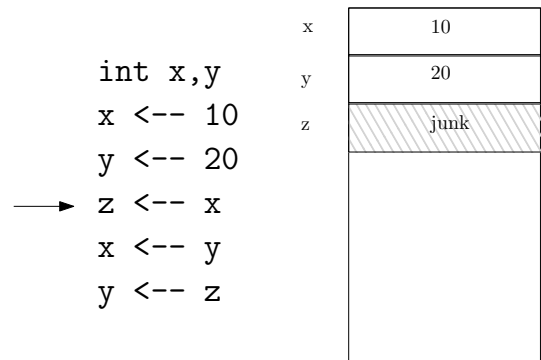 int x,y
x <-- 10
y <-- 20
z <-- x
x <-- y
y <-- z
x 10
y 20
z junk